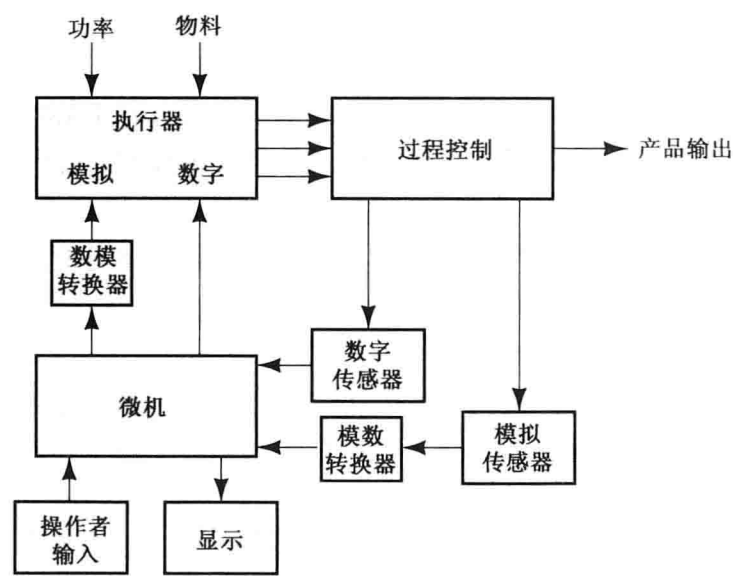 功率
物料
执行器
模拟
数字
过程控制
产品输出
数模
转换器
数字
传感器
微机
模数
转换器
模拟
传感器
操作者
输入
显示